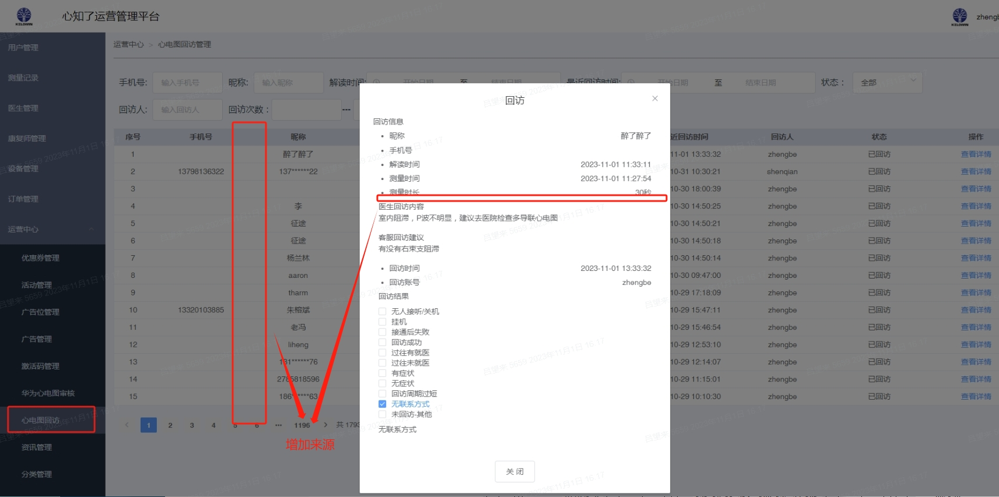 KELOWIN
心知了运营管理平台
KELOWIN
zhengb
用户管理
测量记录
医生管理
康复师管理
设备管理
订单管理
运营中心
优惠券管理
活动管理
广告位管理
广告管理
激活码管理
华为心电图审核
心电图回访
资讯管理
分类管理
运营中心 > 心电图回访管理
手机号: 输入手机号 昵称: 输入昵称 解读时间: 开始日期 至 结束日期 最近回访时间: 开始日期 至 结束日期 状态： 全部
回访人: 输入回访人 回访次数： ---
序号 手机号 昵称 近回访时间 回访人 状态 操作
1 醉了醉了 11-01 13:33:32 zhengbe 已回访 查看详情
2 13798136322 137******22 10-31 10:30:21 shenqian 已回访 查看详情
3 10-30 18:00:39 zhengbe 已回访 查看详情
4 李 10-30 14:50:25 zhengbe 已回访 查看详情
5 征途 10-30 14:50:21 zhengbe 已回访 查看详情
6 征途 10-30 14:50:18 zhengbe 已回访 查看详情
7 杨兰林 10-30 14:50:14 zhengbe 已回访 查看详情
8 aaron 10-30 09:47:00 zhengbe 已回访 查看详情
9 tharm 10-29 17:18:09 zhengbe 已回访 查看详情
10 13320103885 朱榕斌 10-29 15:47:11 zhengbe 已回访 查看详情
11 老冯 10-29 15:46:54 zhengbe 已回访 查看详情
12 liheng 10-29 12:53:10 zhengbe 已回访 查看详情
13 131******76 10-29 12:14:07 zhengbe 已回访 查看详情
14 2785818596 10-29 11:15:01 zhengbe 已回访 查看详情
15 186******63 10-29 10:10:30 zhengbe 已回访 查看详情
< 1 2 3 4 5 6 ••• 1196 > 共 1793
增加来源
回访
回访信息
• 昵称 醉了醉了
• 手机号
• 解读时间 2023-11-01 11:33:11
• 测量时间 2023-11-01 11:27:54
• 测量时长 30秒
医生回访内容
室内阻滞，P波不明显，建议去医院检查多导联心电图
客服回访建议
有没有右束支阻滞
• 回访时间 2023-11-01 13:33:32
• 回访账号 zhengbe
回访结果
无人接听/关机
挂机
接通后失败
回访成功
过往有就医
过往未就医
有症状
无症状
回访周期过短
无联系方式
未回访-其他
无联系方式
关 闭
吕望来 5659 2023年11月1日 16:17